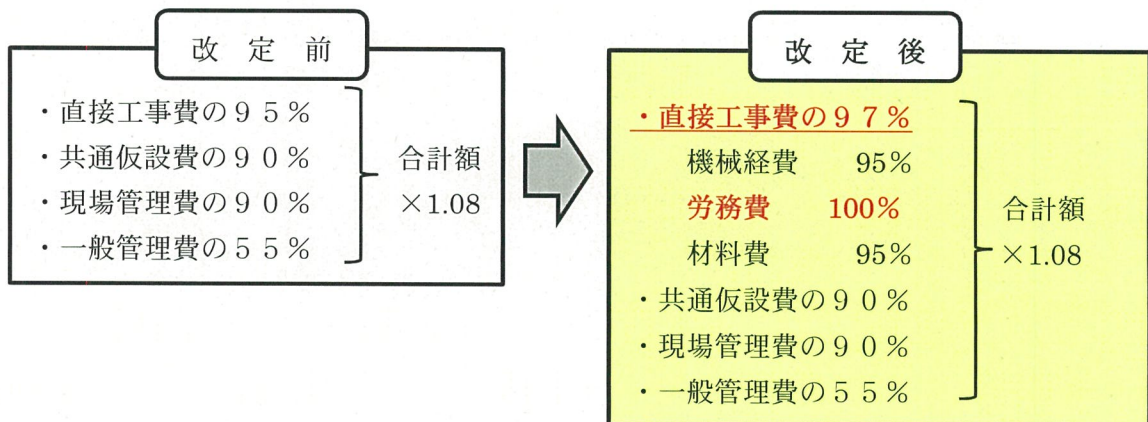 改 定 前
・直接工事費の９５％
・共通仮設費の９０％
・現場管理費の９０％
・一般管理費の５５％
合計額
×1.08
改 定 後
・直接工事費の９７％
機械経費 95%
労務費 100%
材料費 95%
・共通仮設費の９０％
・現場管理費の９０％
・一般管理費の５５％
合計額
×1.08